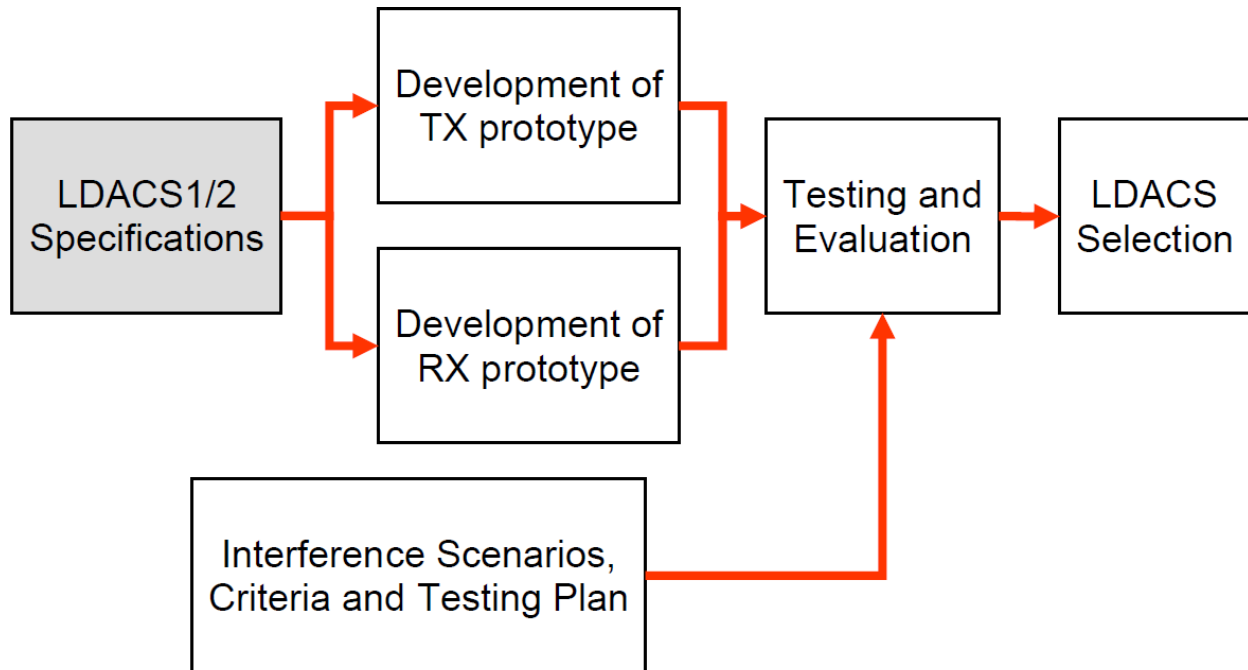 Development of
TX prototype
LDACS1/2
Specifications
Testing and
Evaluation
LDACS
Selection
Development of
RX prototype
Interference Scenarios,
Criteria and Testing Plan